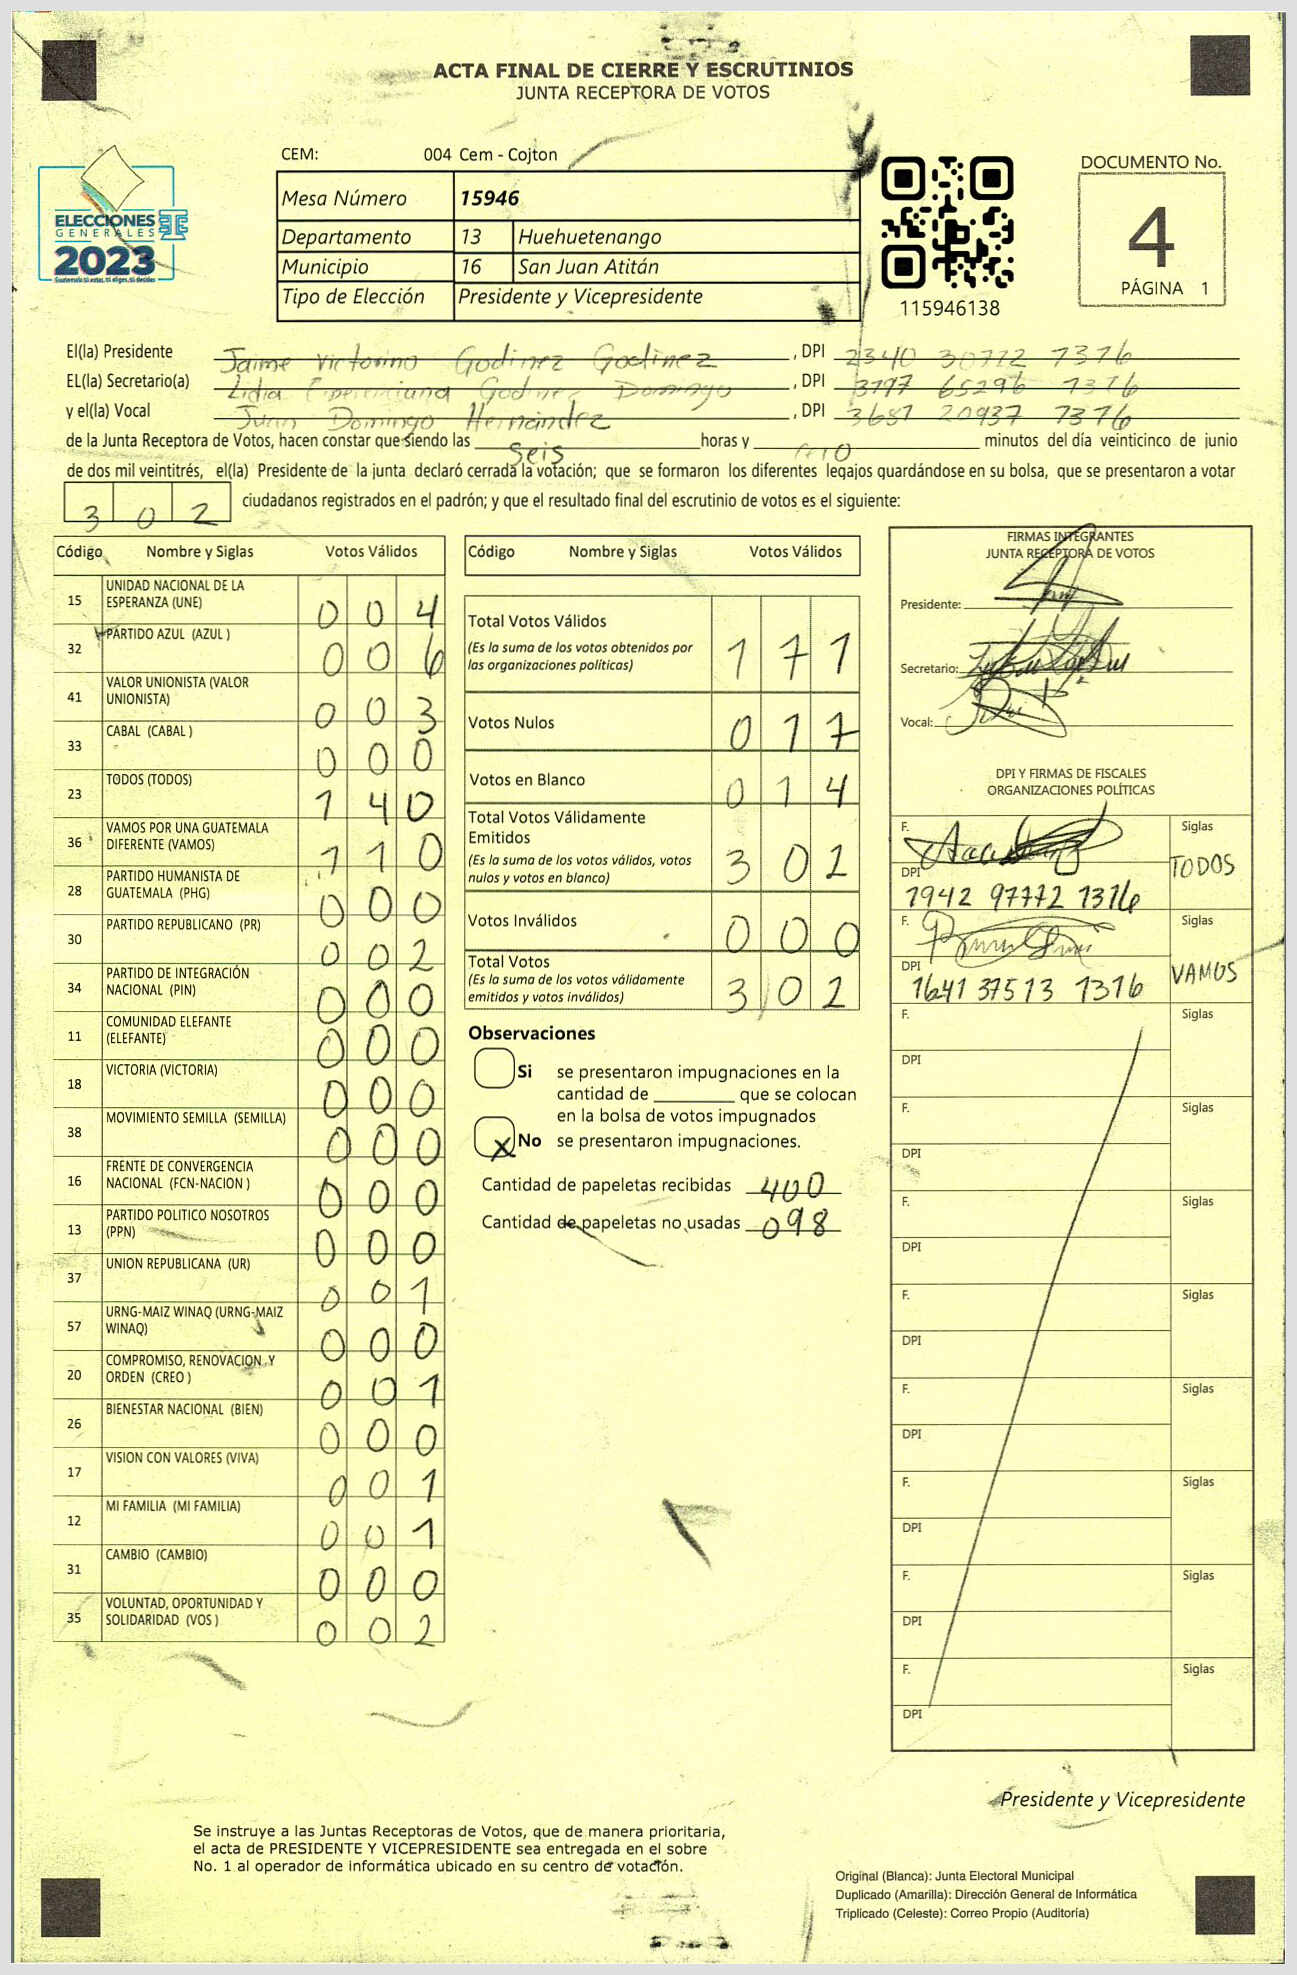 ACTA FINAL DE CIERRE Y ESCRUTINIOS
JUNTA RECEPTORA DE VOTOS
CEM: 004 Cem - Cojton
ELECCIONES
GENERALES
2023
Mesa Número 15946
Departamento 13 Huehuetenango
Municipio 16 San Juan Atitán
Tipo de Elección Presidente y Vicepresidente
115946138
DOCUMENTO No.
4
PÁGINA 1
El(la) Presidente Jaime Victorino Godinez Godinez, DPI 2340 30772 1316
EL(la) Secretario(a) Lidia Godinez Domingo, DPI 65296 1316
y el(la) Vocal Juan Domingo Hernández, DPI 3681 20937 1316
de la Junta Receptora de Votos, hacen constar que siendo las Seis horas y minutos del día veinticinco de junio
de dos mil veintitrés, el(la) Presidente de la junta declaró cerrada la votación; que se formaron los diferentes legajos quardándose en su bolsa, que se presentaron a votar
302 ciudadanos registrados en el padrón; y que el resultado final del escrutinio de votos es el siguiente:
Código Nombre y Siglas Votos Válidos
15 UNIDAD NACIONAL DE LA ESPERANZA (UNE) 0 0 4
32 PARTIDO AZUL (AZUL ) 0 0 6
41 VALOR UNIONISTA (VALOR UNIONISTA) 0 0 3
33 CABAL (CABAL ) 0 0 0
23 TODOS (TODOS) 1 4 0
36 VAMOS POR UNA GUATEMALA DIFERENTE (VAMOS) 1 1 0
28 PARTIDO HUMANISTA DE GUATEMALA (PHG) 0 0 0
30 PARTIDO REPUBLICANO (PR) 0 0 2
34 PARTIDO DE INTEGRACIÓN NACIONAL (PIN) 0 0 0
11 COMUNIDAD ELEFANTE (ELEFANTE) 0 0 0
18 VICTORIA (VICTORIA) 0 0 0
38 MOVIMIENTO SEMILLA (SEMILLA) 0 0 0
16 FRENTE DE CONVERGENCIA NACIONAL (FCN-NACION ) 0 0 0
13 PARTIDO POLITICO NOSOTROS (PPN) 0 0 0
37 UNION REPUBLICANA (UR) 0 0 1
57 URNG-MAIZ WINAQ (URNG-MAIZ WINAQ) 0 0 0
20 COMPROMISO, RENOVACION Y ORDEN (CREO ) 0 0 1
26 BIENESTAR NACIONAL (BIEN) 0 0 0
17 VISION CON VALORES (VIVA) 0 0 1
12 MI FAMILIA (MI FAMILIA) 0 0 1
31 CAMBIO (CAMBIO) 0 0 0
35 VOLUNTAD, OPORTUNIDAD Y SOLIDARIDAD (VOS ) 0 0 2
Código Nombre y Siglas Votos Válidos
Total Votos Válidos 1 7 1
(Es la suma de los votos obtenidos por
las organizaciones políticas)
Votos Nulos 0 1 7
Votos en Blanco 0 1 4
Total Votos Válidamente
Emitidos
(Es la suma de los votos válidos, votos
nulos y votos en blanco) 3 0 2
Votos Inválidos 0 0 0
Total Votos
(Es la suma de los votos válidamente
emitidos y votos inválidos) 3 0 2
Observaciones
Si se presentaron impugnaciones en la
cantidad de ________ que se colocan
en la bolsa de votos impugnados
X No se presentaron impugnaciones.
Cantidad de papeletas recibidas 400
Cantidad de papeletas no usadas 098
FIRMAS INTEGRANTES
JUNTA RECEPTORA DE VOTOS
Presidente:
Secretario:
Vocal:
DPI Y FIRMAS DE FISCALES
ORGANIZACIONES POLÍTICAS
F. Siglas
TODOS
DPI
1942 97772 1316
F. Siglas
VAMOS
DPI
1641 37513 1316
F. Siglas
DPI
F. Siglas
DPI
F. Siglas
DPI
F. Siglas
DPI
F. Siglas
DPI
F. Siglas
DPI
F. Siglas
DPI
F. Siglas
DPI
Presidente y Vicepresidente
Se instruye a las Juntas Receptoras de Votos, que de manera prioritaria,
el acta de PRESIDENTE Y VICEPRESIDENTE sea entregada en el sobre
No. 1 al operador de informática ubicado en su centro de votación.
Original (Blanca): Junta Electoral Municipal
Duplicado (Amarilla): Dirección General de Informática
Triplicado (Celeste): Correo Propio (Auditoría)